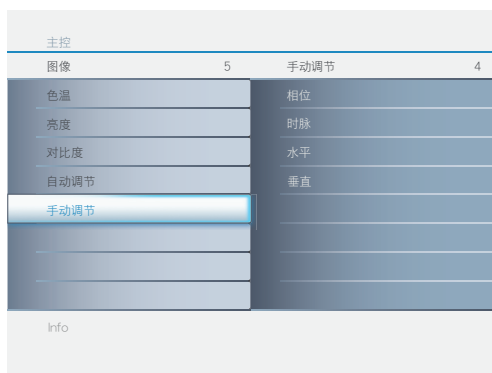 主控
图像 5 手动调节 4
色温 相位
亮度 时脉
对比度 水平
自动调节 垂直
手动调节
Info